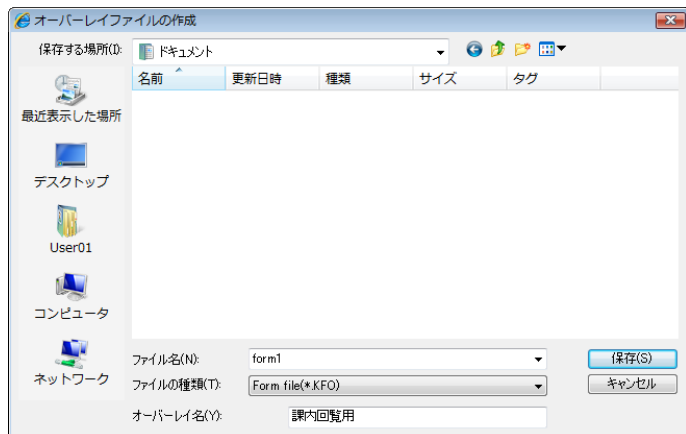 オーバーレイファイルの作成
保存する場所(I):
ドキュメント
名前 更新日時 種類 サイズ タグ
最近表示した場所
デスクトップ
User01
コンピュータ
ネットワーク
ファイル名(N): form1 保存(S)
ファイルの種類(T): Form file(*.KFO) キャンセル
オーバーレイ名(Y): 課内回覧用